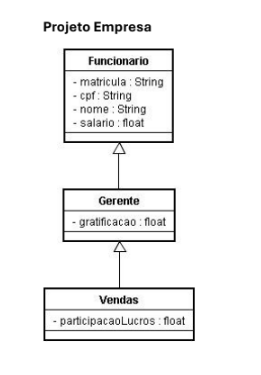 Projeto Empresa
Funcionario
- matricula : String
- cpf : String
- nome : String
- salario : float
Gerente
- gratificacao : float
Vendas
- participacaoLucros : float